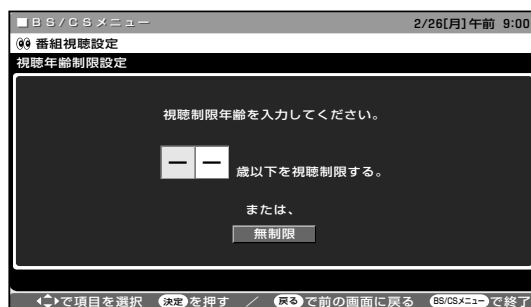 ■BS/CSメニュー 2/26[月]午前 9:00
番組視聴設定
視聴年齢制限設定
視聴制限年齢を入力してください。
ーー 歳以下を視聴制限する。
または、
無制限
で項目を選択 決定を押す / 戻るで前の画面に戻る BS/CSメニューで終了